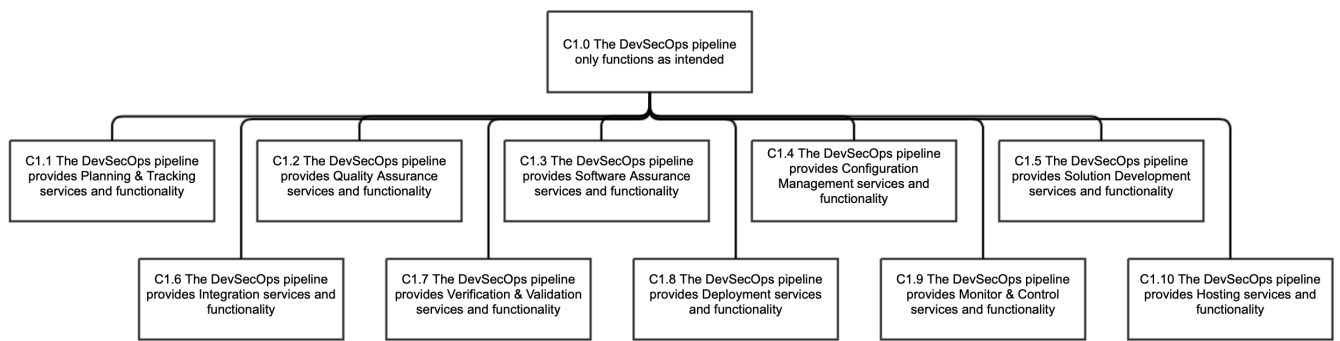 C1.0 The DevSecOps pipeline
only functions as intended
C1.1 The DevSecOps pipeline
provides Planning & Tracking
services and functionality
C1.2 The DevSecOps pipeline
provides Quality Assurance
services and functionality
C1.3 The DevSecOps pipeline
provides Software Assurance
services and functionality
C1.4 The DevSecOps pipeline
provides Configuration
Management services and
functionality
C1.5 The DevSecOps pipeline
provides Solution Development
services and functionality
C1.6 The DevSecOps pipeline
provides Integration services and
functionality
C1.7 The DevSecOps pipeline
provides Verification & Validation
services and functionality
C1.8 The DevSecOps pipeline
provides Deployment services
and functionality
C1.9 The DevSecOps pipeline
provides Monitor & Control
services and functionality
C1.10 The DevSecOps pipeline
provides Hosting services and
functionality